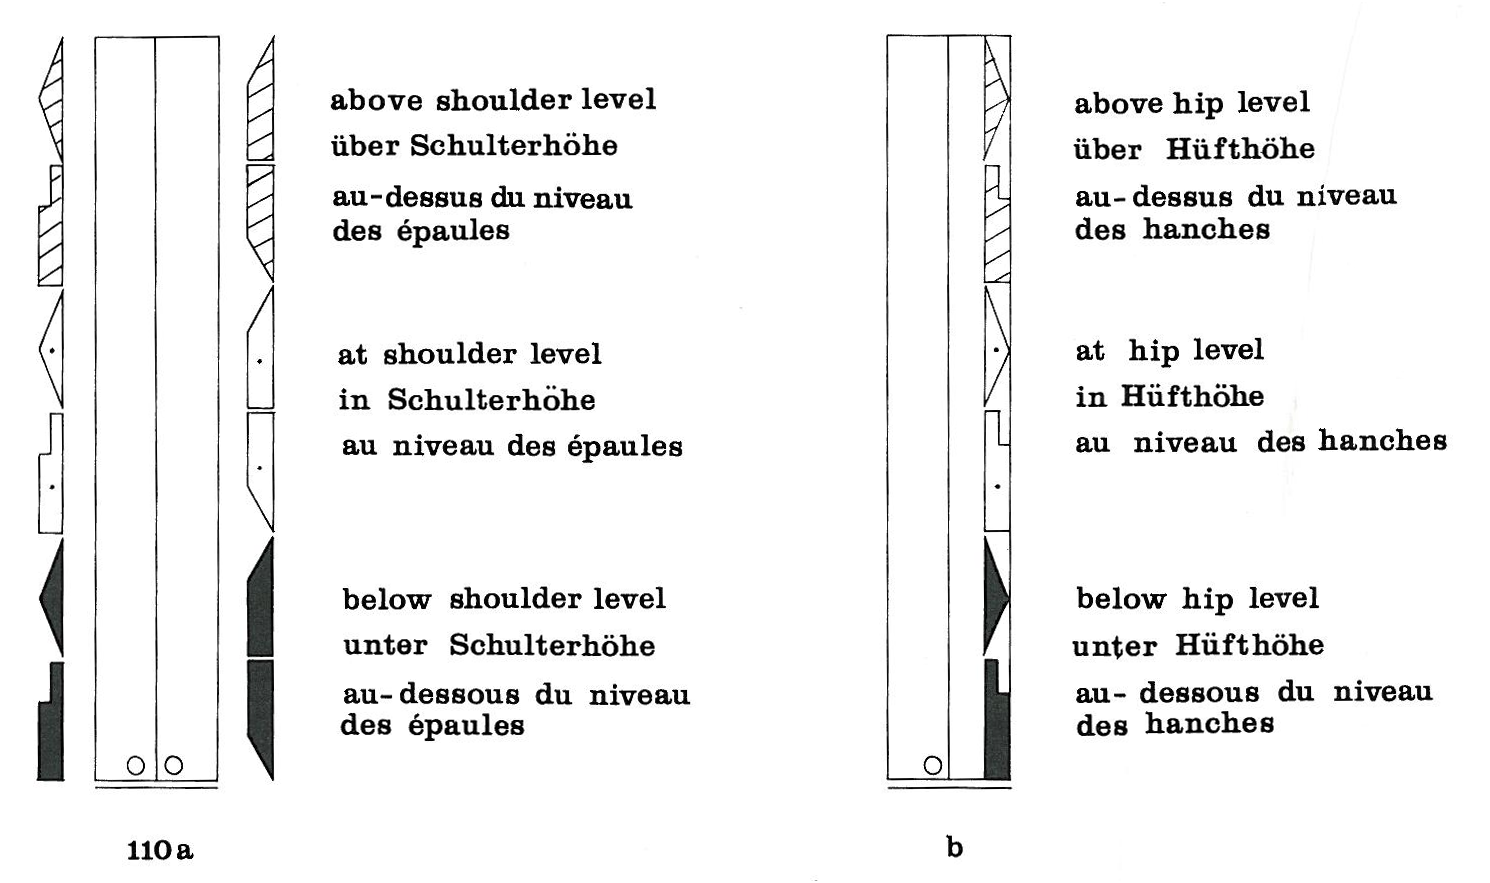 above shoulder level
über Schulterhöhe
au-dessus du niveau
des épaules
at shoulder level
in Schulterhöhe
au niveau des épaules
below shoulder level
unter Schulterhöhe
au-dessous du niveau
des épaules
110 a
above hip level
über Hüfthöhe
au-dessus du niveau
des hanches
at hip level
in Hüfthöhe
au niveau des hanches
below hip level
unter Hüfthöhe
au-dessous du niveau
des hanches
b